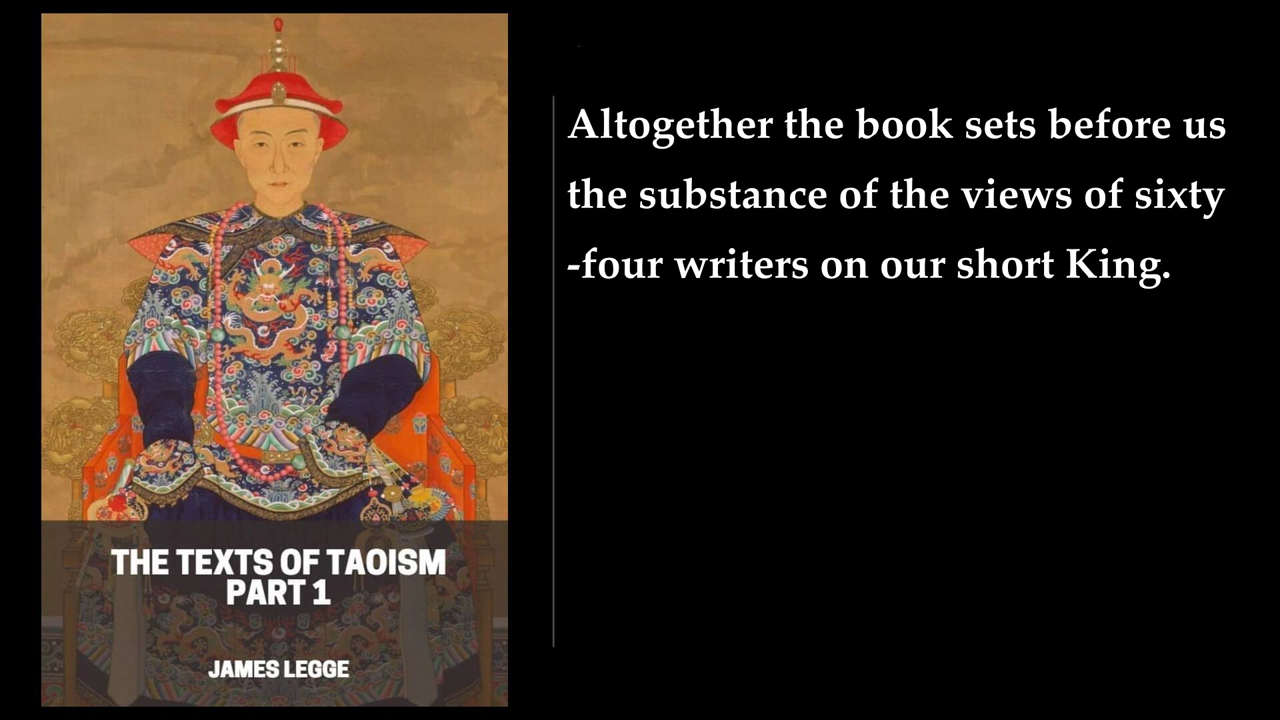 Altogether the book sets before us
the substance of the views of sixty
-four writers on our short King.
THE TEXTS OF TAOISM
PART 1
JAMES LEGGE